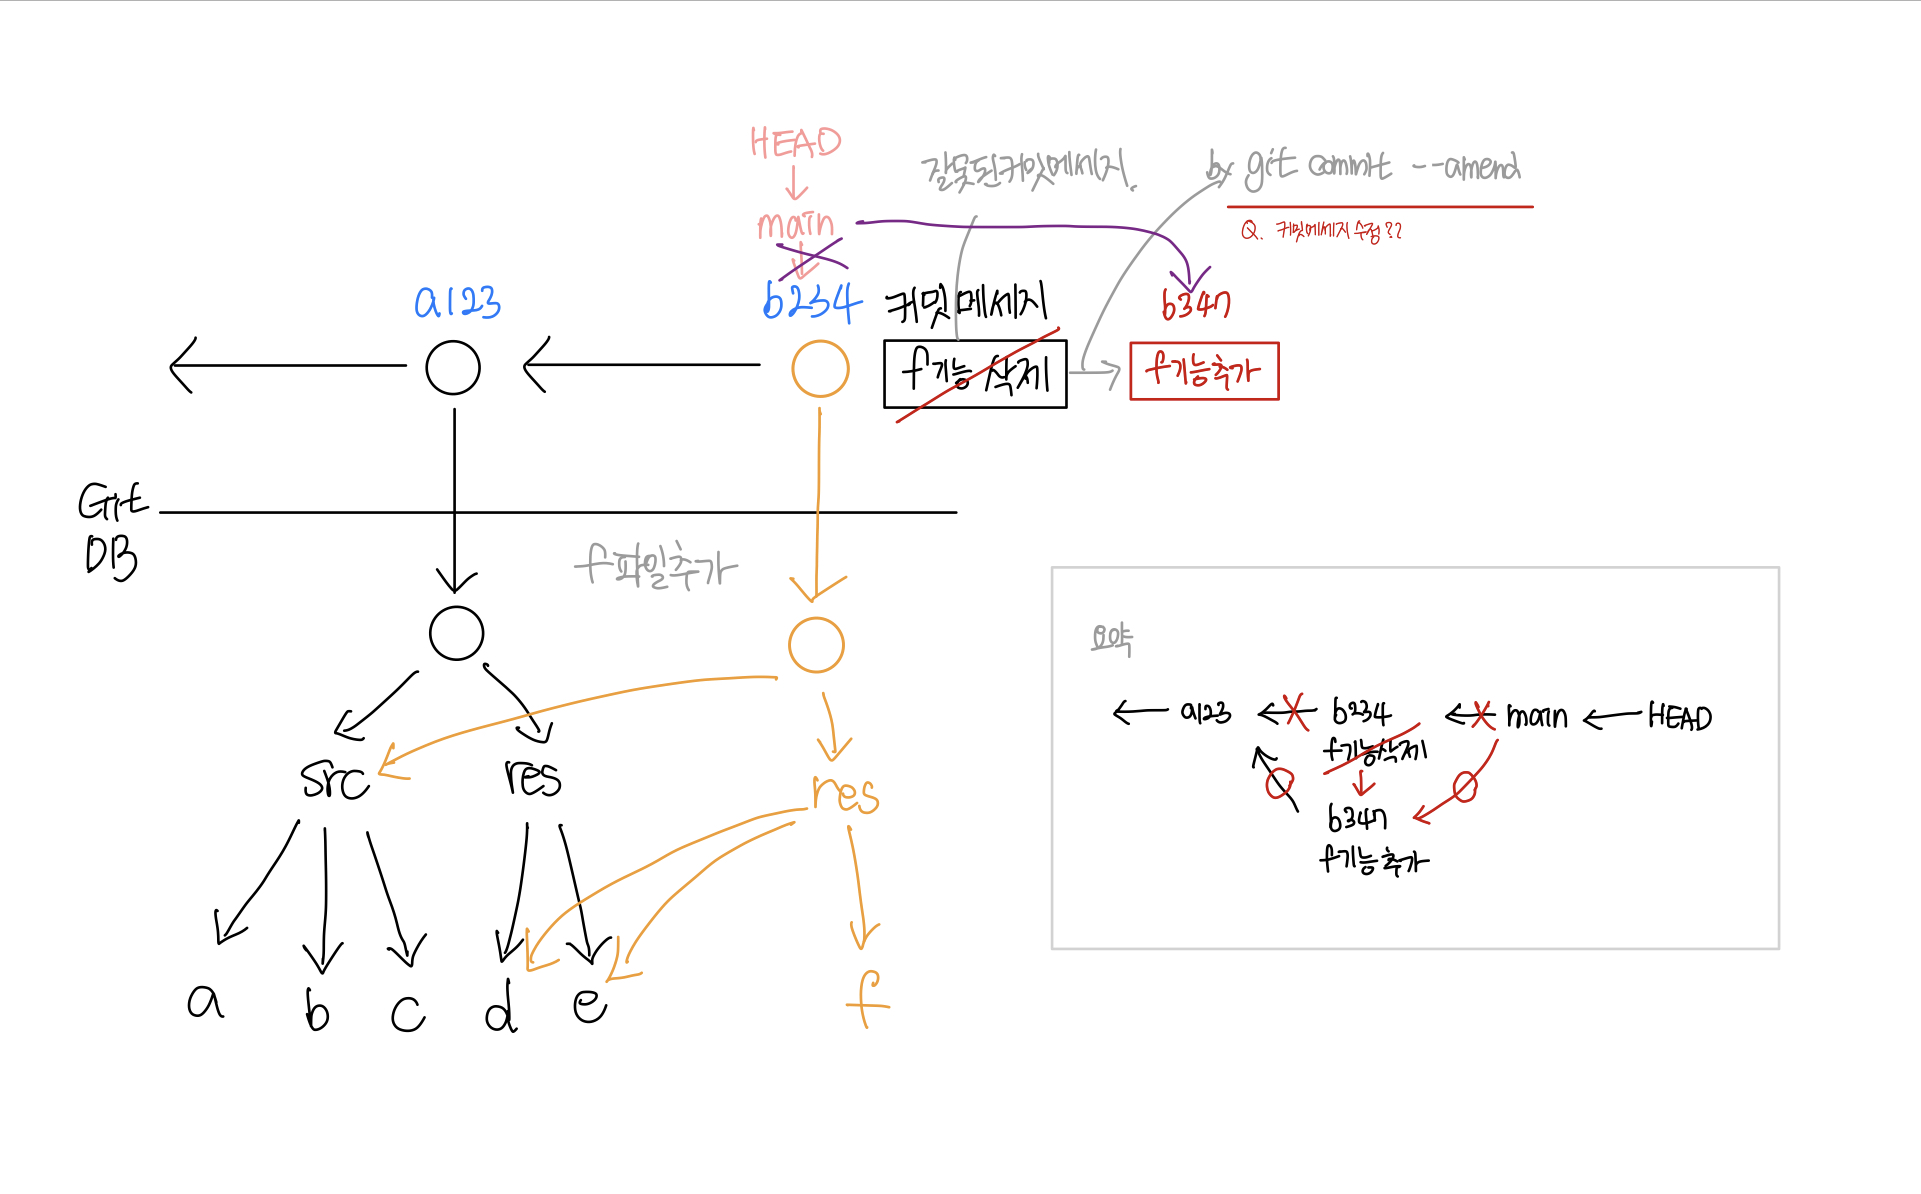 HEAD
잘못된커밋메세지.
by git commit --amend
main
Q. 커밋메세지 수정??
a123
b234
커밋메세지
b347
f기능 삭제
f기능추가
Git
DB
f파일추가
요약
a123
b234
main
HEAD
f기능삭제
src
res
res
b347
f기능추가
a
b
c
d
e
f